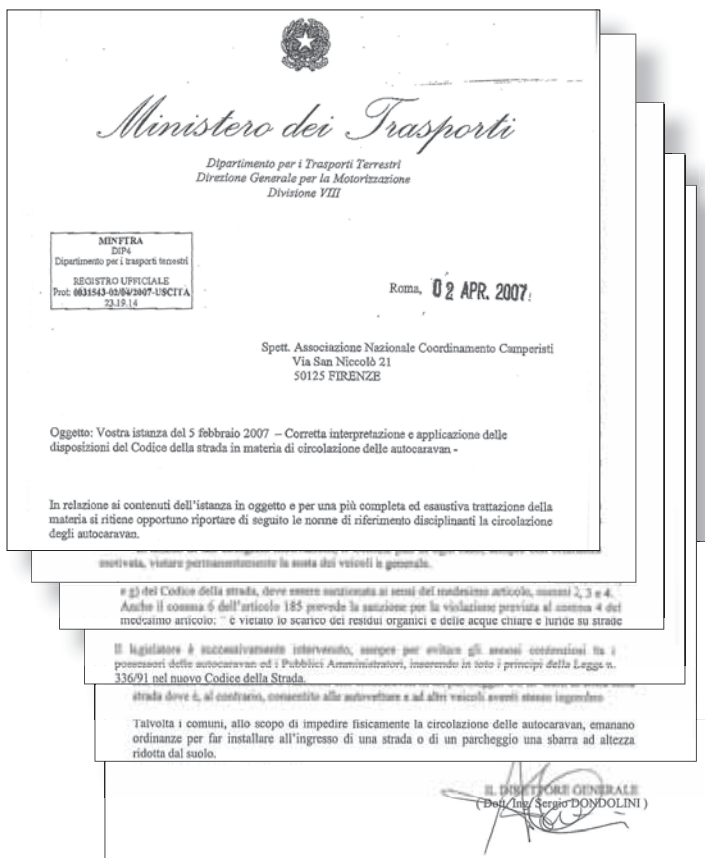 Ministero dei Trasporti
Dipartimento per i Trasporti Terrestri
Direzione Generale per la Motorizzazione
Divisione VIII
MINFTRA
DIP4
Dipartimento per i trasporti terrestri
REGISTRO UFFICIALE
Prot: 0031543-02/04/2007-USCITA
23.19.14
Roma, 02 APR. 2007
Spett. Associazione Nazionale Coordinamento Camperisti
Via San Niccolò 21
50125 FIRENZE
Oggetto: Vostra istanza del 5 febbraio 2007 – Corretta interpretazione e applicazione delle
disposizioni del Codice della strada in materia di circolazione delle autocaravan -
In relazione ai contenuti dell'istanza in oggetto e per una più completa ed esaustiva trattazione della
materia si ritiene opportuno riportare di seguito le norme di riferimento disciplinanti la circolazione
degli autocaravan.
motivata, vietare permanentemente la sosta dei veicoli in generale.
e g) del Codice della strada, deve essere sanzionata ai sensi del medesimo articolo, commi 2, 3 e 4.
Anche il comma 6 dell'articolo 185 prevede la sanzione per la violazione prevista al comma 4 del
medesimo articolo: " è vietato lo scarico dei residui organici e delle acque chiare e luride su strade
Il legislatore è successivamente intervenuto, sempre per evitare gli annosi contenziosi tra i
possessori delle autocaravan ed i Pubblici Amministratori, inserendo in toto i principi della Legge n.
336/91 nel nuovo Codice della Strada.
strada dove è, al contrario, consentito alle autovetture e ad altri veicoli aventi stesso ingombro
Talvolta i comuni, allo scopo di impedire fisicamente la circolazione delle autocaravan, emanano
ordinanze per far installare all'ingresso di una strada o di un parcheggio una sbarra ad altezza
ridotta dal suolo.
IL DIRETTORE GENERALE
( Dott. Ing. Sergio DONDOLINI )